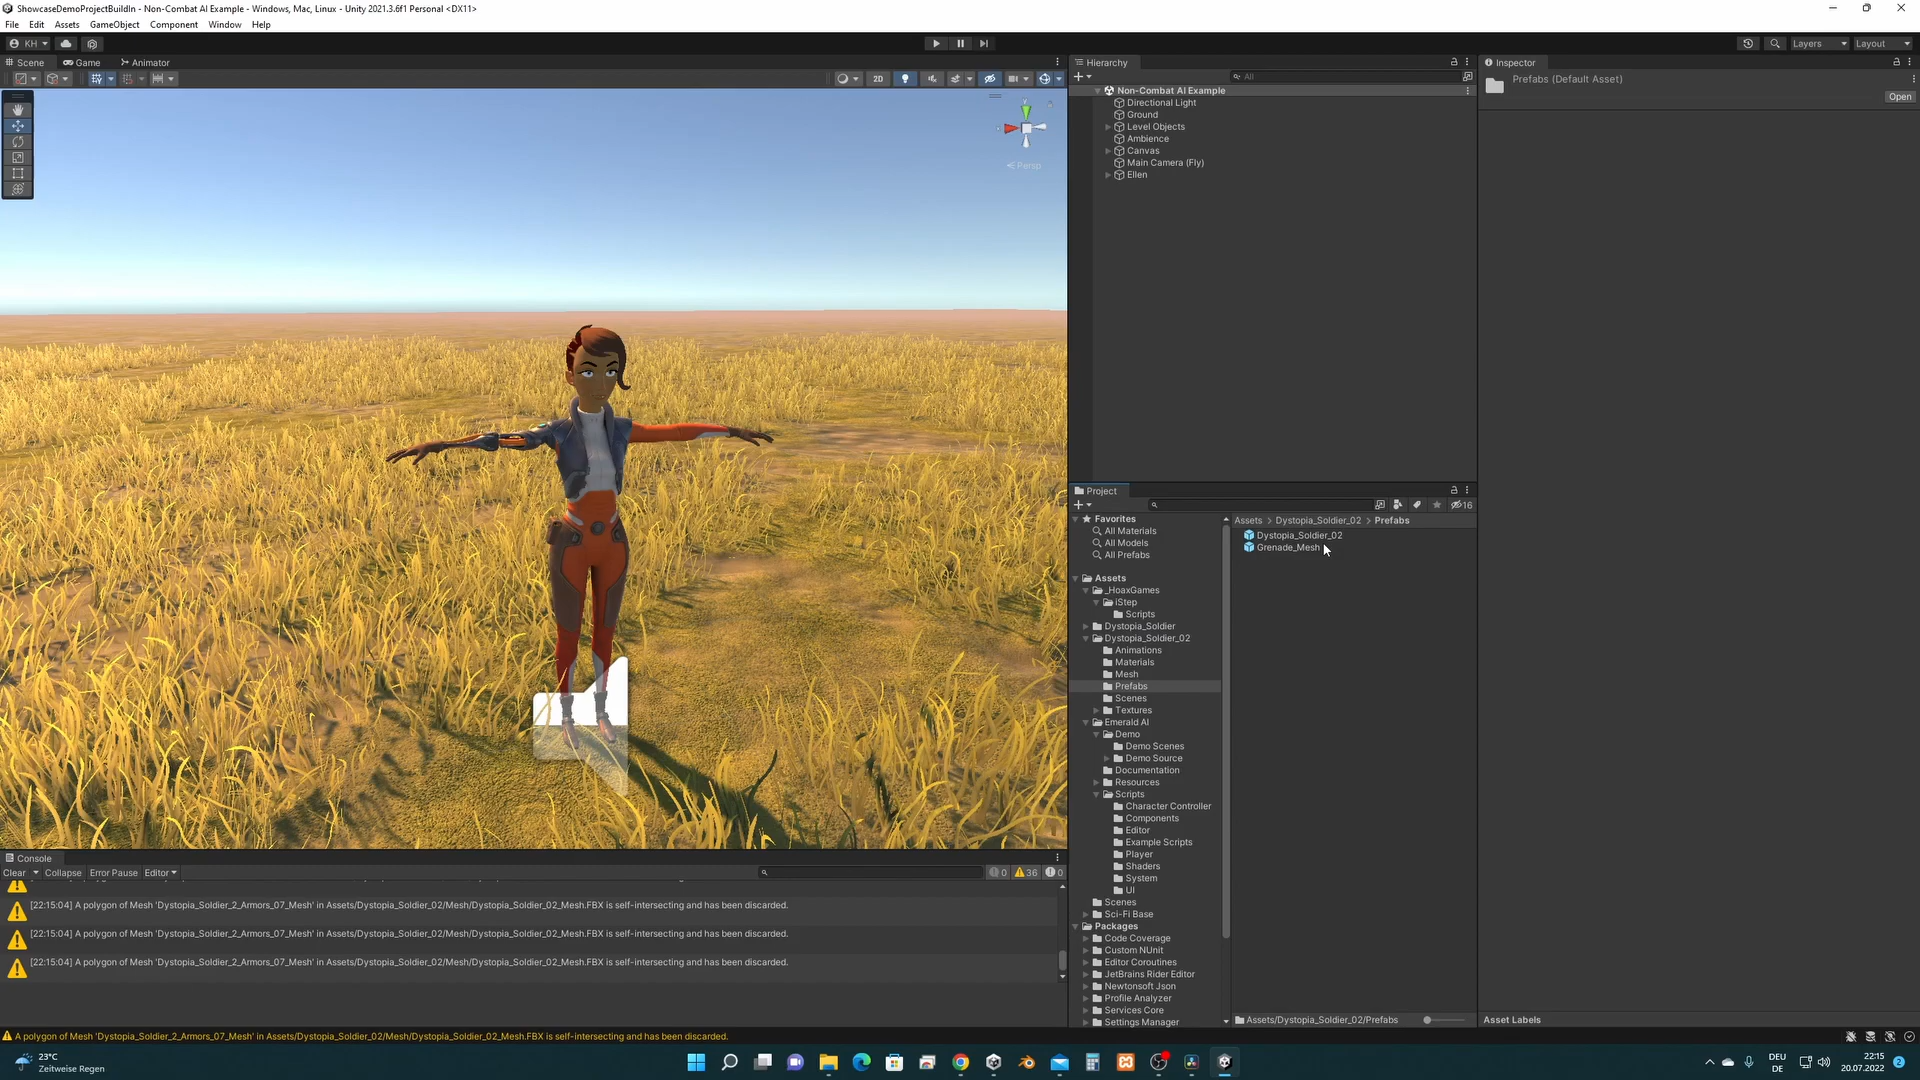 ShowcaseDemoProjectBuildIn - Non-Combat AI Example - Windows, Mac, Linux - Unity 2021.3.6f1 Personal <DX11>
File Edit Assets GameObject Component Window Help
KH
Layers Layout
Scene Game Animator
2D
Persp
Hierarchy
All
Non-Combat AI Example
Directional Light
Ground
Level Objects
Ambience
Canvas
Main Camera (Fly)
Ellen
Inspector
Prefabs (Default Asset)
Open
Project
16
Favorites
All Materials
All Models
All Prefabs
Assets
_HoaxGames
iStep
Scripts
Dystopia_Soldier
Dystopia_Soldier_02
Animations
Materials
Mesh
Prefabs
Scenes
Textures
Emerald AI
Demo
Demo Scenes
Demo Source
Documentation
Resources
Scripts
Character Controller
Components
Editor
Example Scripts
Player
Shaders
System
UI
Scenes
Sci-Fi Base
Packages
Code Coverage
Custom NUnit
Editor Coroutines
JetBrains Rider Editor
Newtonsoft Json
Profile Analyzer
Services Core
Settings Manager
Assets > Dystopia_Soldier_02 > Prefabs
Dystopia_Soldier_02
Grenade_Mesh
Assets/Dystopia_Soldier_02/Prefabs
Asset Labels
Console
Clear Collapse Error Pause Editor
0 36 0
[22:15:04] A polygon of Mesh 'Dystopia_Soldier_2_Armors_07_Mesh' in Assets/Dystopia_Soldier_02/Mesh/Dystopia_Soldier_02_Mesh.FBX is self-intersecting and has been discarded.
[22:15:04] A polygon of Mesh 'Dystopia_Soldier_2_Armors_07_Mesh' in Assets/Dystopia_Soldier_02/Mesh/Dystopia_Soldier_02_Mesh.FBX is self-intersecting and has been discarded.
[22:15:04] A polygon of Mesh 'Dystopia_Soldier_2_Armors_07_Mesh' in Assets/Dystopia_Soldier_02/Mesh/Dystopia_Soldier_02_Mesh.FBX is self-intersecting and has been discarded.
A polygon of Mesh 'Dystopia_Soldier_2_Armors_07_Mesh' in Assets/Dystopia_Soldier_02/Mesh/Dystopia_Soldier_02_Mesh.FBX is self-intersecting and has been discarded.
23°C
Zeitweise Regen
DEU
DE
22:15
20.07.2022
2